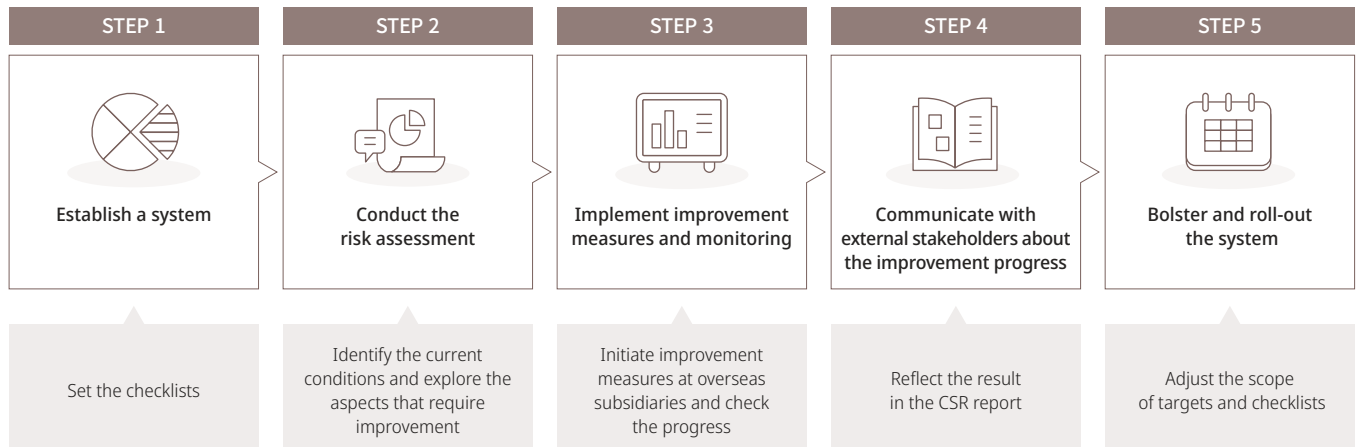 STEP 1
Establish a system
Set the checklists
STEP 2
Conduct the
risk assessment
Identify the current
conditions and explore the
aspects that require
improvement
STEP 3
Implement improvement
measures and monitoring
Initiate improvement
measures at overseas
subsidiaries and check
the progress
STEP 4
Communicate with
external stakeholders about
the improvement progress
Reflect the result
in the CSR report
STEP 5
Bolster and roll-out
the system
Adjust the scope
of targets and checklists